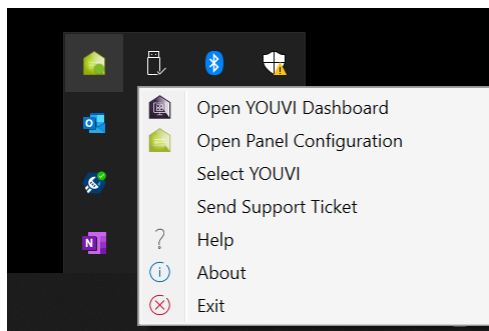 Open YOUVI Dashboard
Open Panel Configuration
Select YOUVI
Send Support Ticket
? Help
i About
Exit